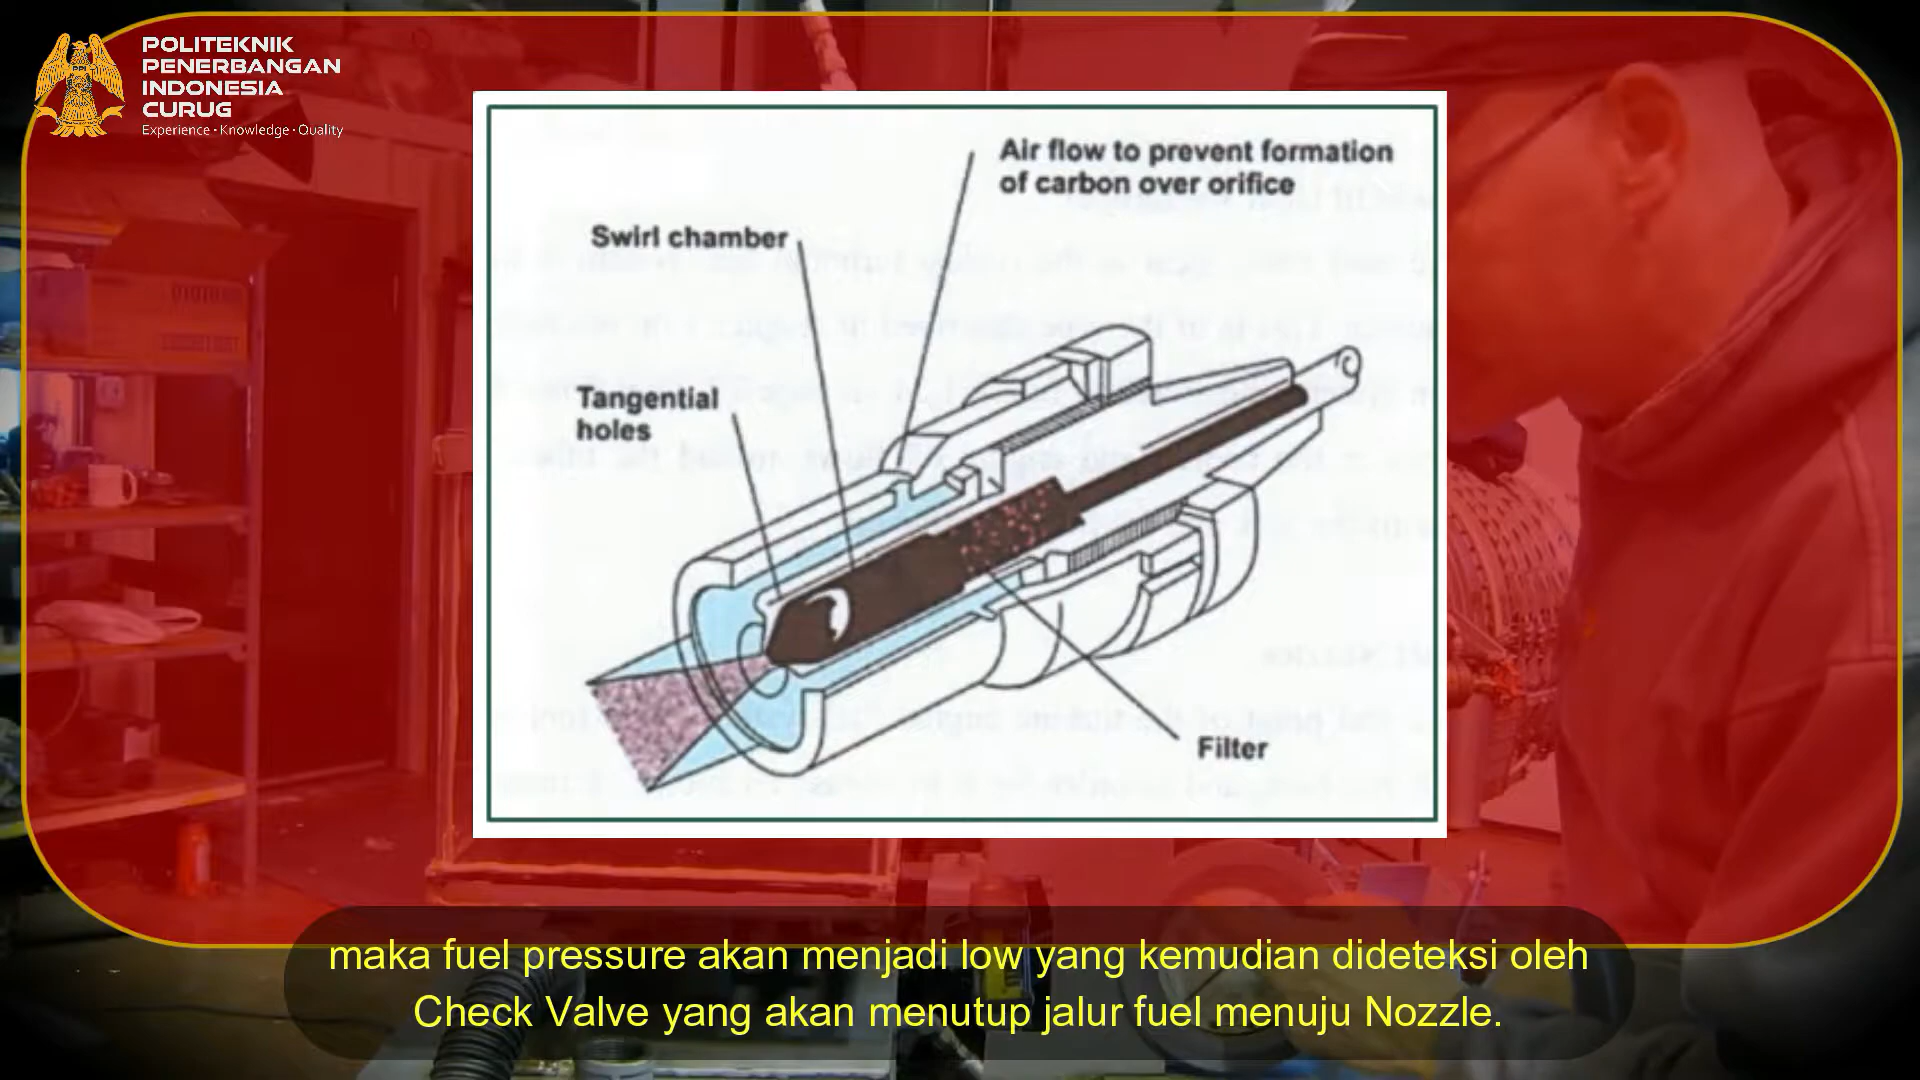 POLITEKNIK
PENERBANGAN
INDONESIA
CURUG
Experience · Knowledge · Quality
Air flow to prevent formation
of carbon over orifice
Swirl chamber
Tangential
holes
Filter
maka fuel pressure akan menjadi low yang kemudian dideteksi oleh
Check Valve yang akan menutup jalur fuel menuju Nozzle.